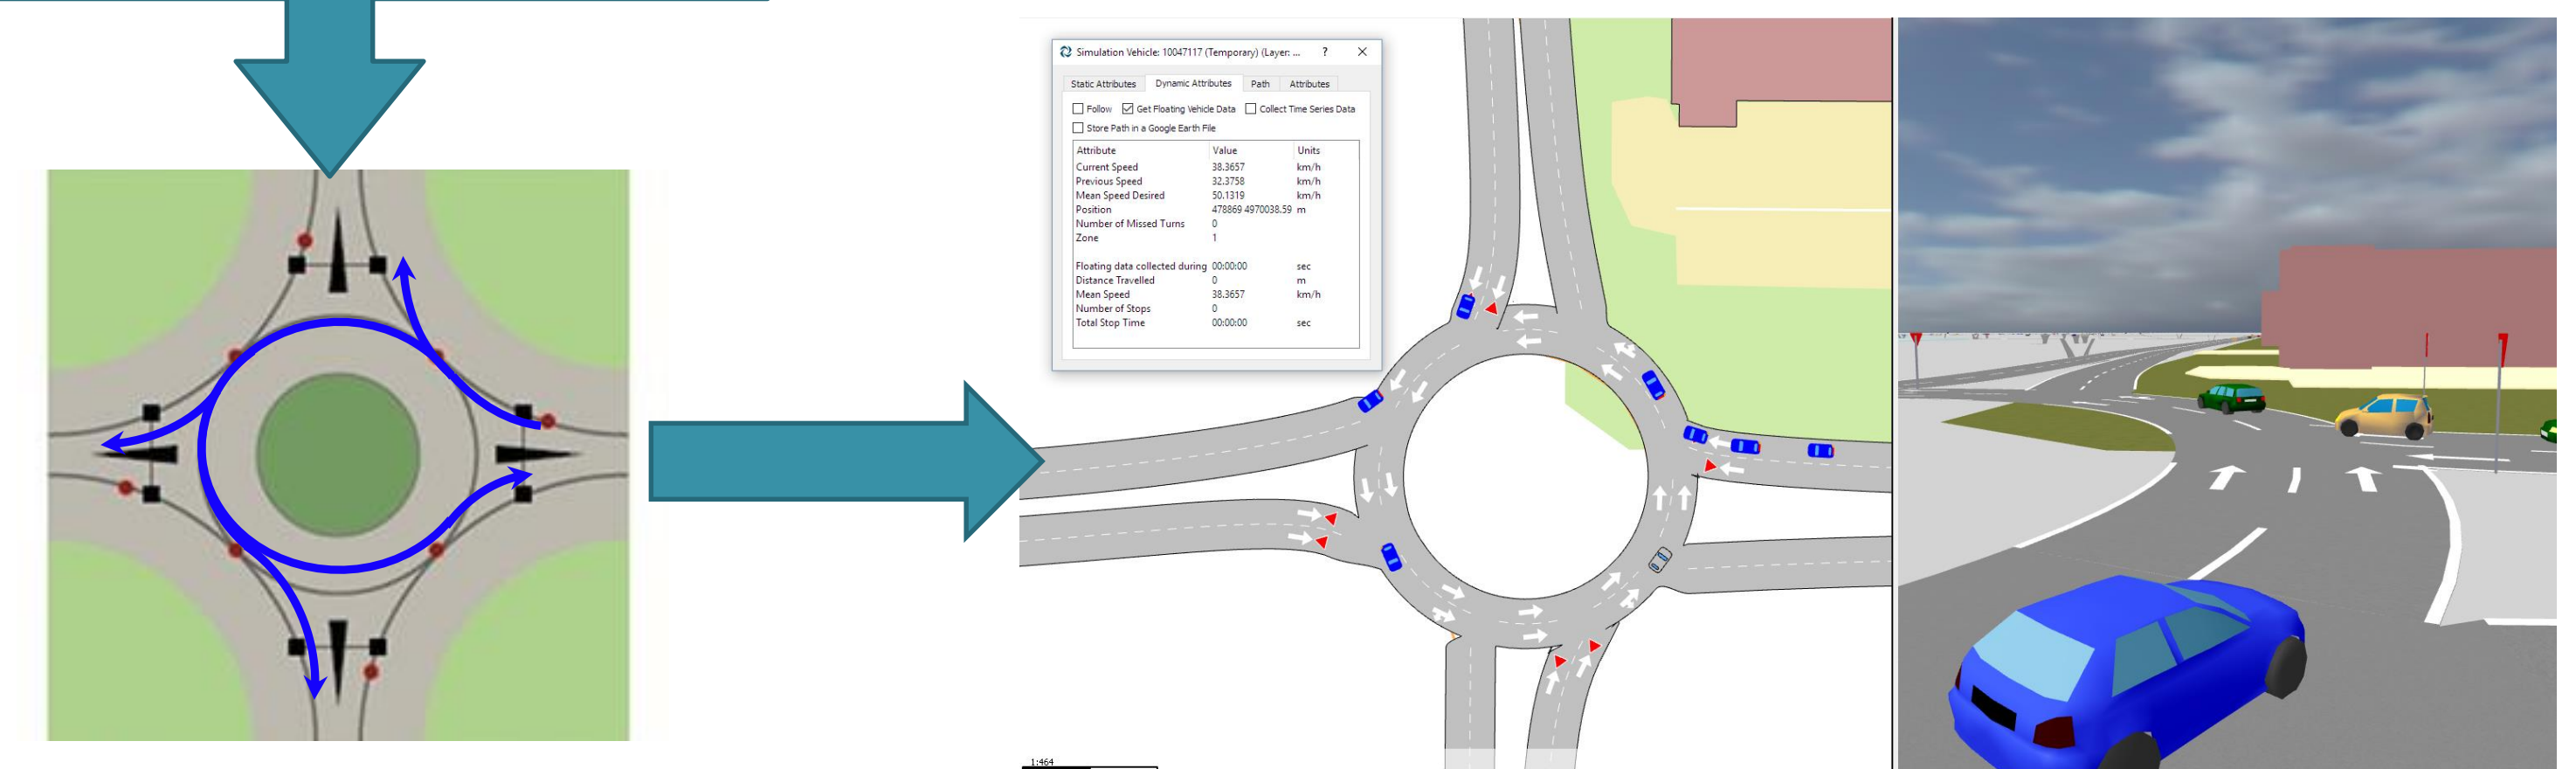 Simulation Vehicle: 10047117 (Temporary) (Layer: ... ?
Static Attributes Dynamic Attributes Path Attributes
Follow Get Floating Vehicle Data Collect Time Series Data
Store Path in a Google Earth File
Attribute Value Units
Current Speed 38.3657 km/h
Previous Speed 32.3758 km/h
Mean Speed Desired 50.1319 km/h
Position 478869 4970038.59 m
Number of Missed Turns 0
Zone 1
Floating data collected during 00:00:00 sec
Distance Travelled 0 m
Mean Speed 38.3657 km/h
Number of Stops 0
Total Stop Time 00:00:00 sec
1:464